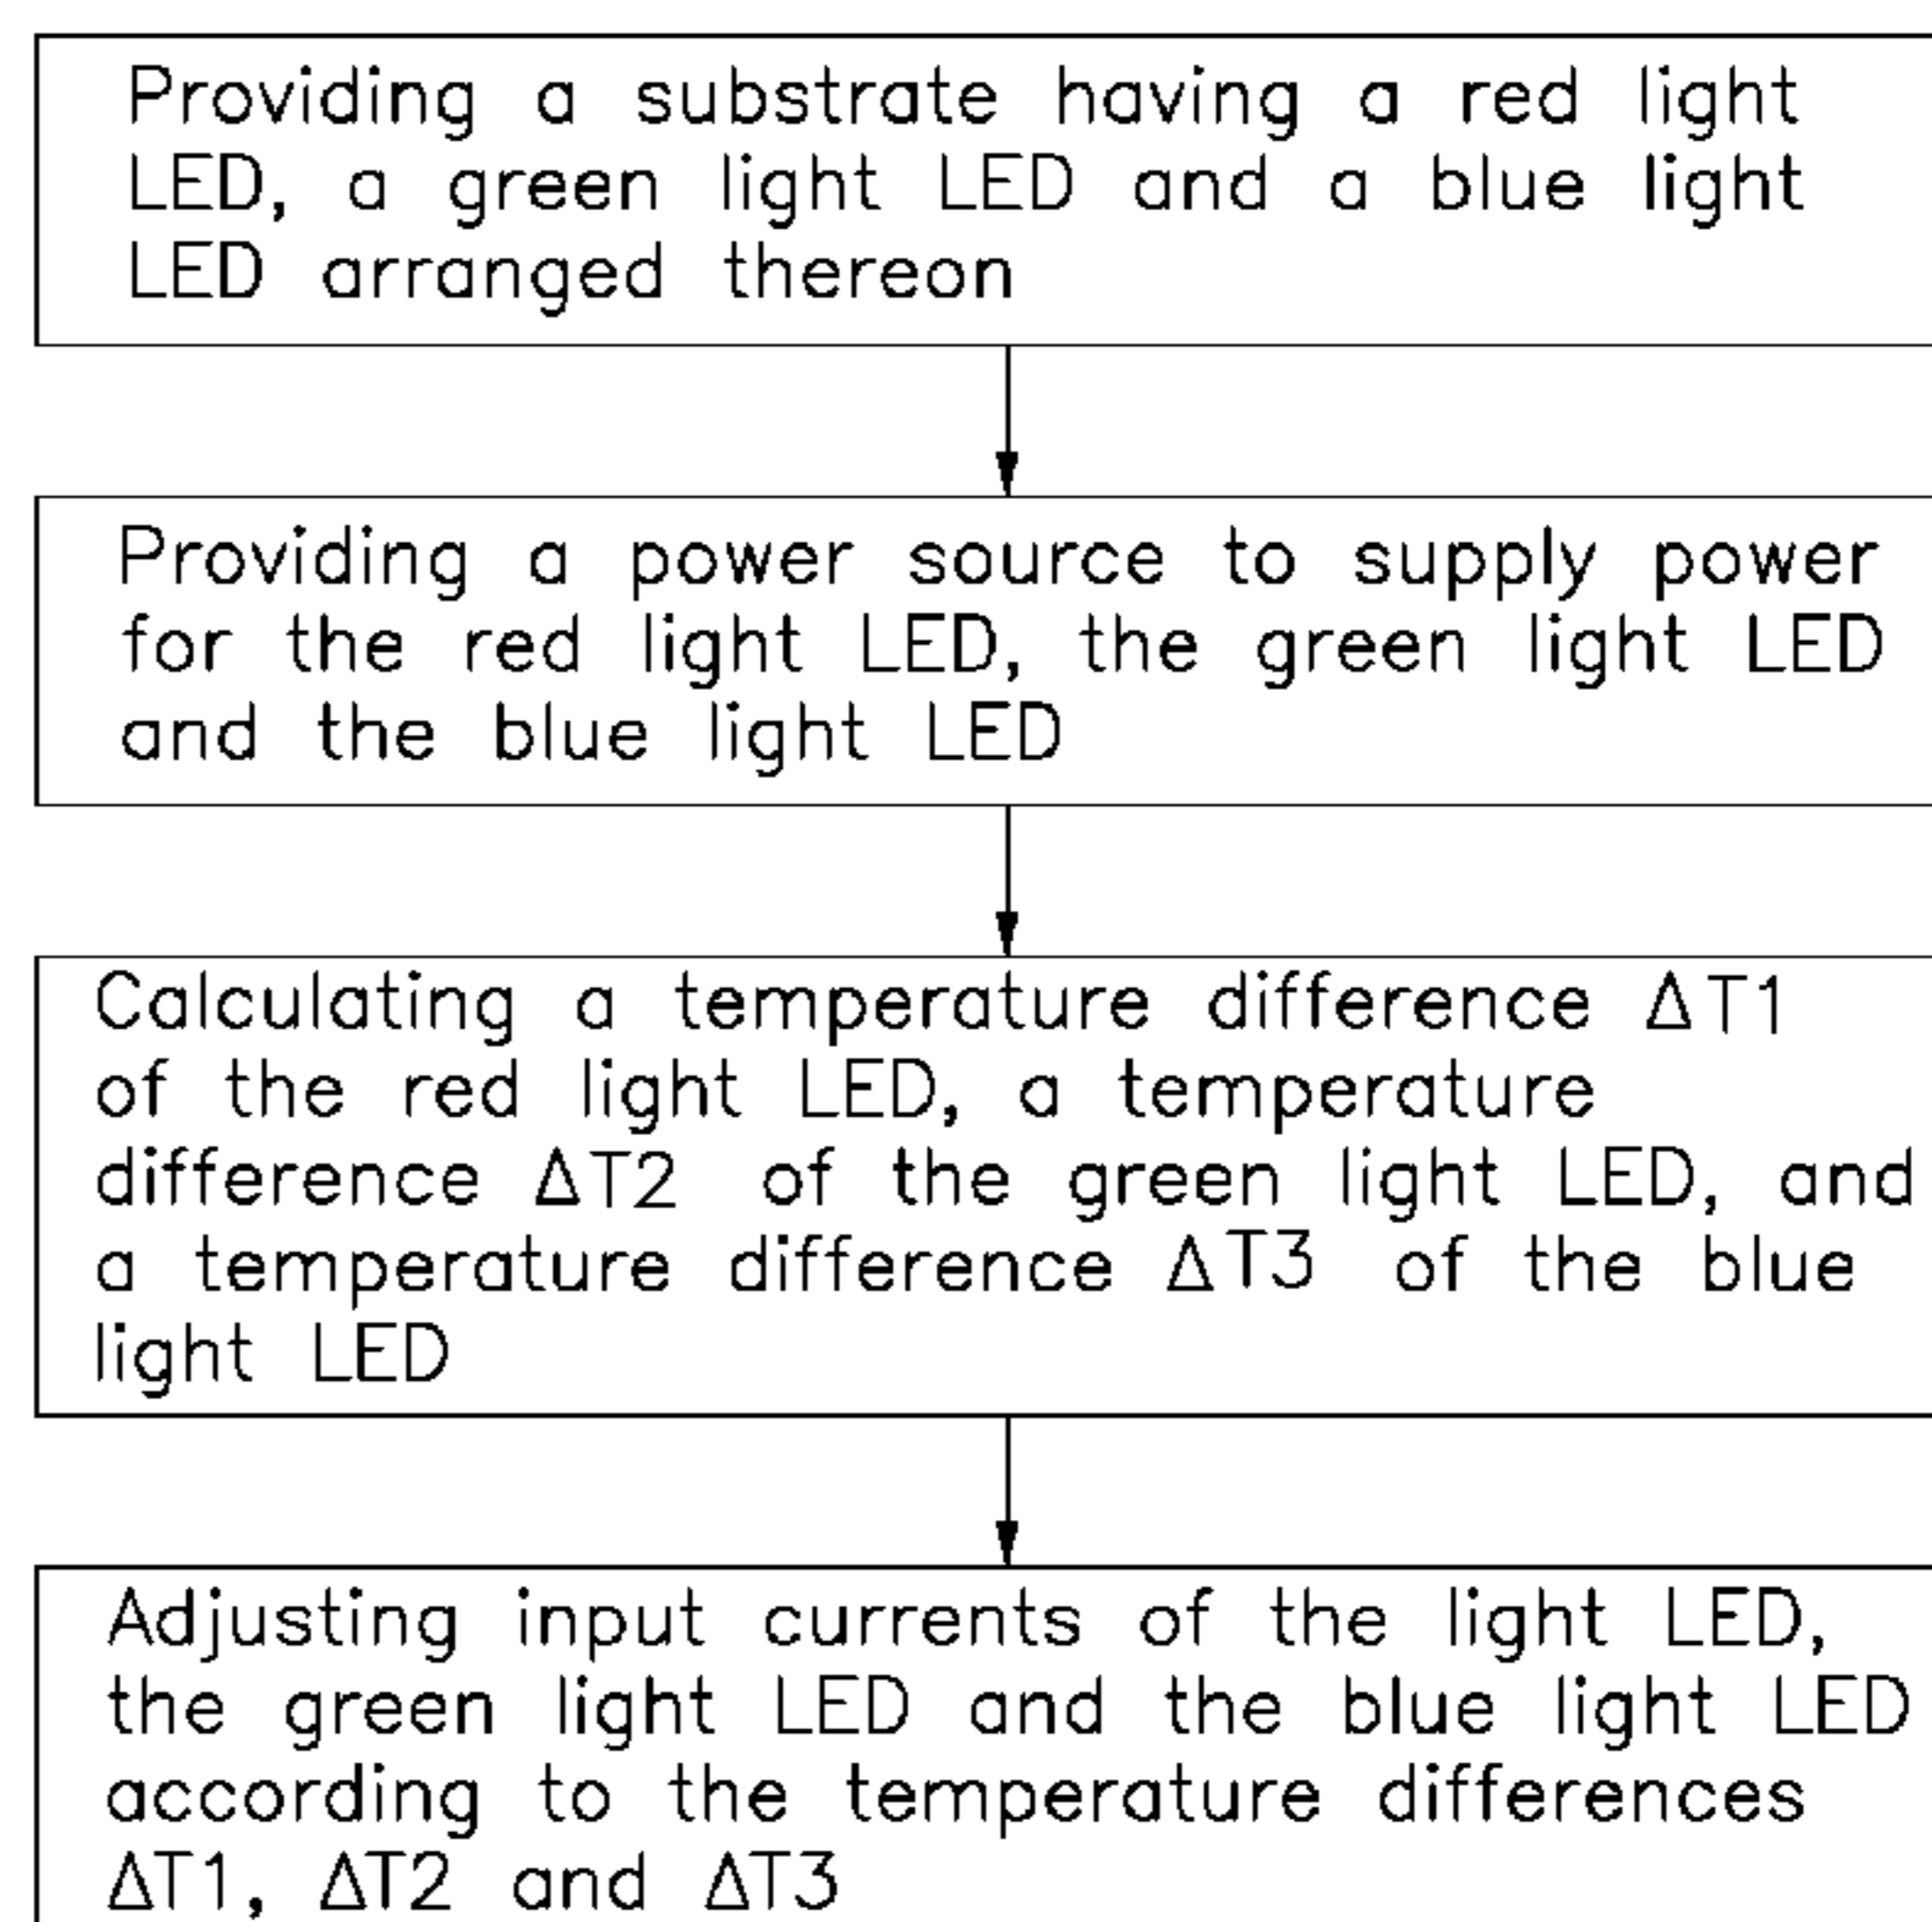 Providing a substrate having a red light
LED, a green light LED and a blue light
LED arranged thereon
Providing a power source to supply power
for the red light LED, the green light LED
and the blue light LED
Calculating a temperature difference ΔT1
of the red light LED, a temperature
difference ΔT2 of the green light LED, and
a temperature difference ΔT3 of the blue
light LED
Adjusting input currents of the light LED,
the green light LED and the blue light LED
according to the temperature differences
ΔT1, ΔT2 and ΔT3